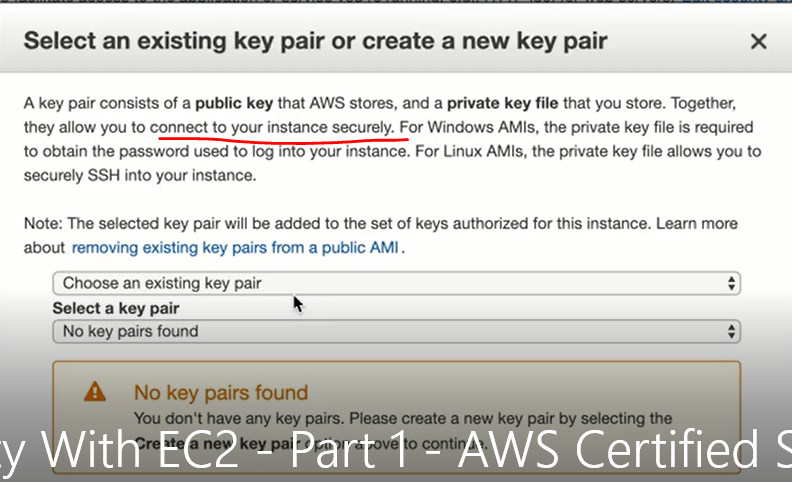 Select an existing key pair or create a new key pair
A key pair consists of a public key that AWS stores, and a private key file that you store. Together,
they allow you to connect to your instance securely. For Windows AMIs, the private key file is required
to obtain the password used to log into your instance. For Linux AMIs, the private key file allows you to
securely SSH into your instance.
Note: The selected key pair will be added to the set of keys authorized for this instance. Learn more
about removing existing key pairs from a public AMI .
Choose an existing key pair
Select a key pair
No key pairs found
No key pairs found
You don't have any key pairs. Please create a new key pair by selecting the
Create a new key pair option above to continue.
ty With EC2 - Part 1 - AWS Certified S